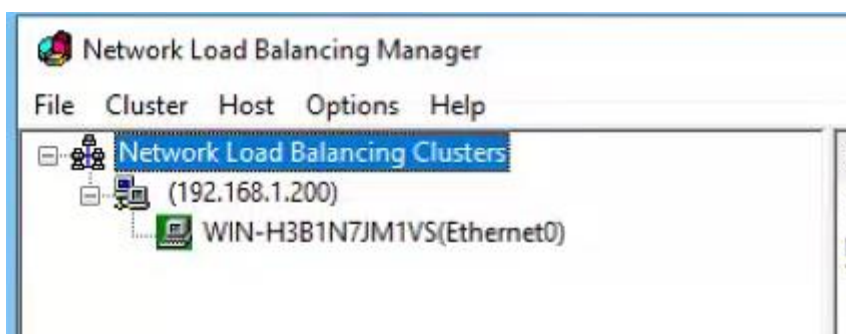 Network Load Balancing Manager
File Cluster Host Options Help
Network Load Balancing Clusters
(192.168.1.200)
WIN-H3B1N7JM1VS(Ethernet0)